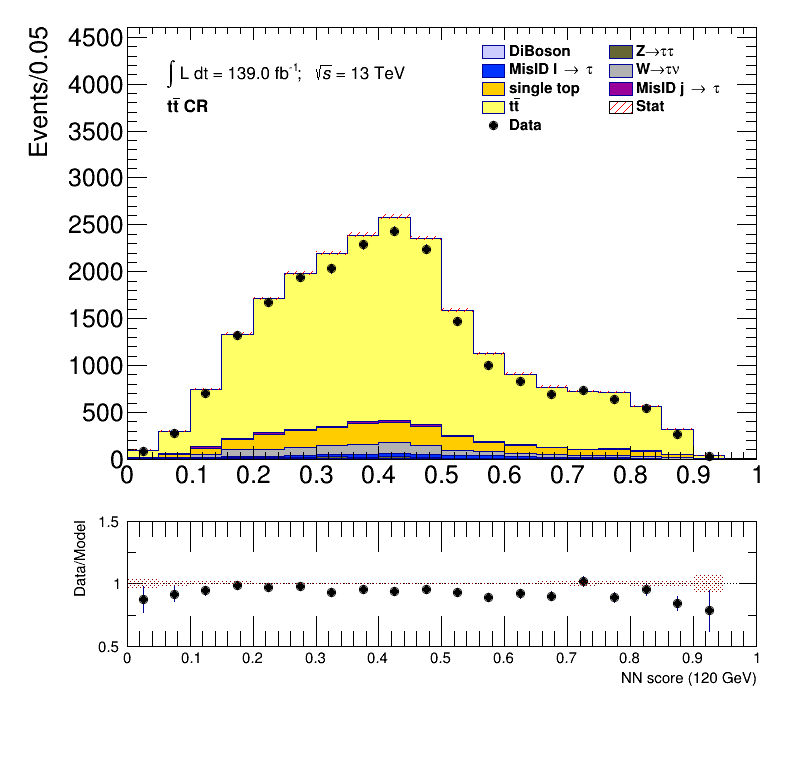 4500
4000
3500
3000
2500
2000
1500
1000
500
0
Events/0.05
∫ L dt = 139.0 fb⁻¹; √s = 13 TeV
tt̄ CR
DiBoson
MisID l → τ
single top
tt̄
Data
Z→ττ
W→τν
MisID j → τ
Stat
0 0.1 0.2 0.3 0.4 0.5 0.6 0.7 0.8 0.9 1
1.5
1
0.5
Data/Model
0 0.1 0.2 0.3 0.4 0.5 0.6 0.7 0.8 0.9 1
NN score (120 GeV)